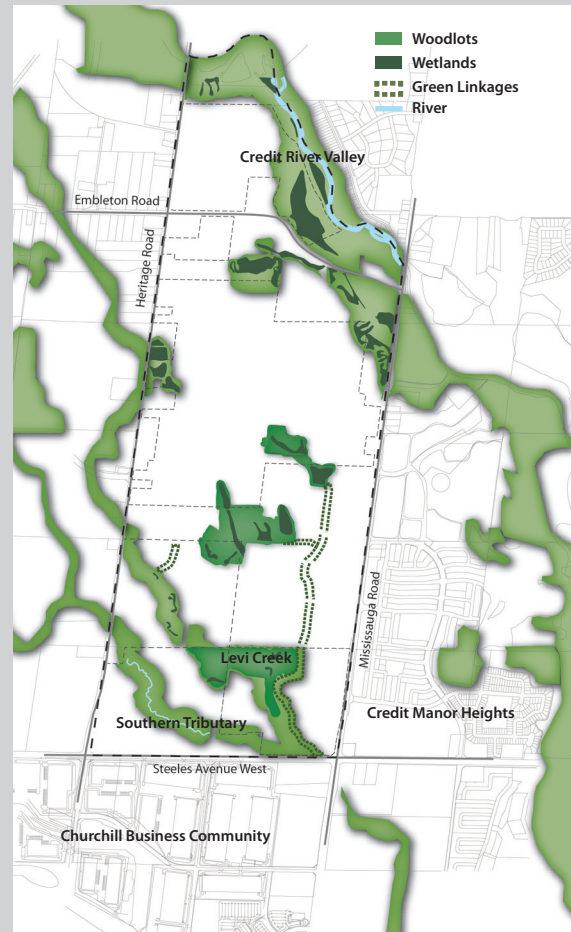 Woodlots
Wetlands
Green Linkages
River
Credit River Valley
Embleton Road
Heritage Road
Mississauga Road
Levi Creek
Southern Tributary
Credit Manor Heights
Steeles Avenue West
Churchill Business Community